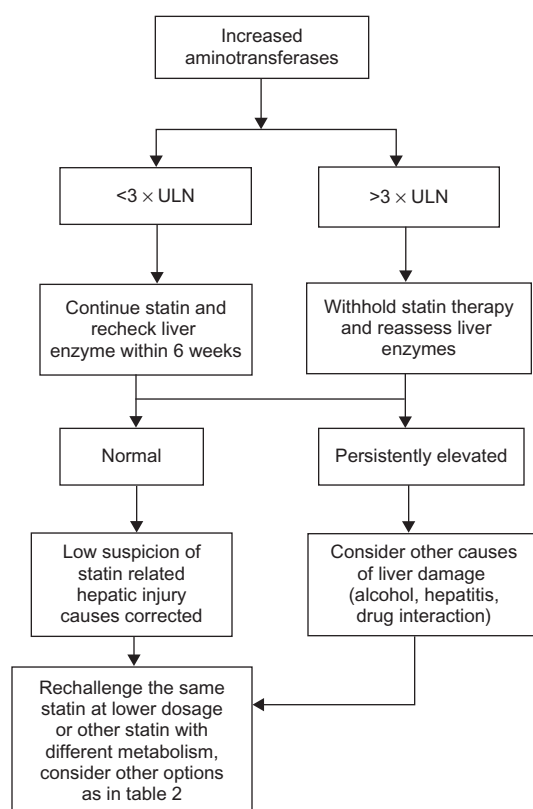 Increased
aminotransferases
<3 × ULN
>3 × ULN
Continue statin and
recheck liver
enzyme within 6 weeks
Withhold statin therapy
and reassess liver
enzymes
Normal
Persistently elevated
Low suspicion of
statin related
hepatic injury
causes corrected
Consider other causes
of liver damage
(alcohol, hepatitis,
drug interaction)
Rechallenge the same
statin at lower dosage
or other statin with
different metabolism,
consider other options
as in table 2